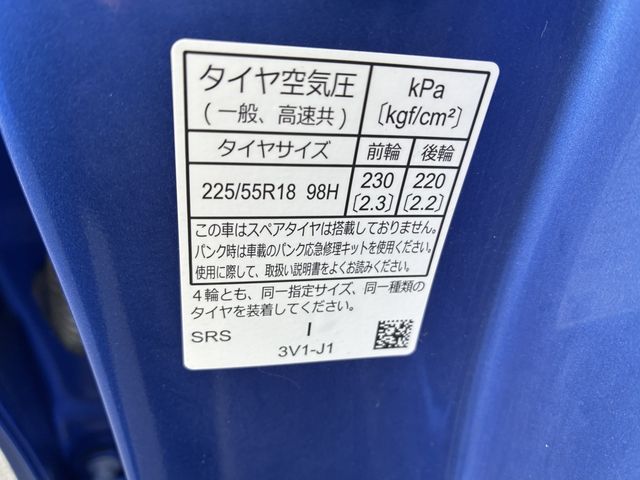 タイヤ空気圧
(一般、高速共)
kPa
〔kgf/cm²〕
タイヤサイズ 前輪 後輪
225/55R18 98H 230 220
〔2.3〕 〔2.2〕
この車はスペアタイヤは搭載しておりません。
パンク時は車載のパンク応急修理キットを使用ください。
使用に際して、取扱い説明書をよくお読みください。
4輪とも、同一指定サイズ、同一種類の
タイヤを装着してください。
SRS I
3V1-J1